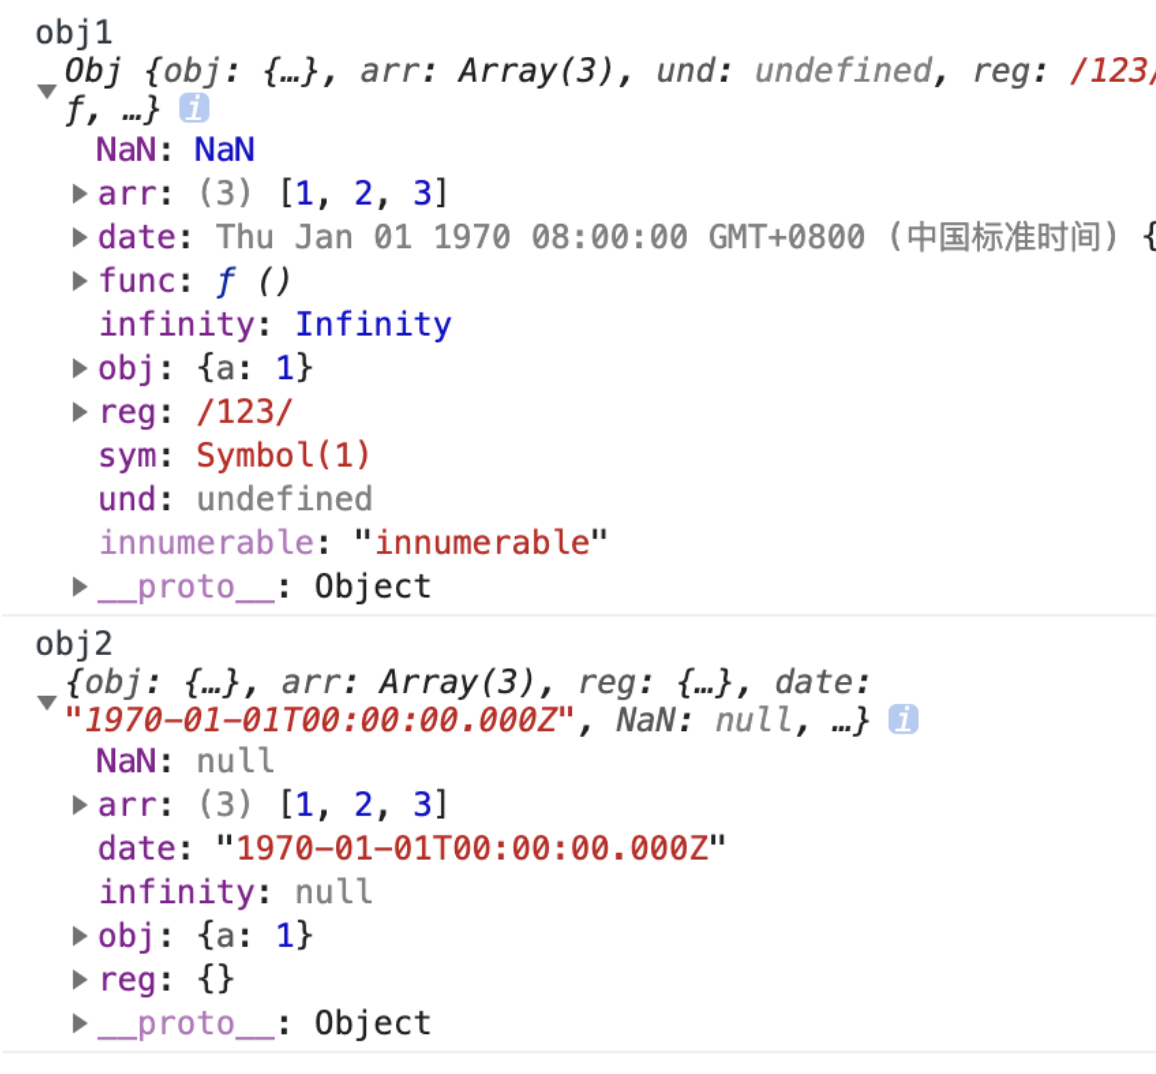 obj1
Obj {obj: {…}, arr: Array(3), und: undefined, reg: /123/
f, …} i
NaN: NaN
arr: (3) [1, 2, 3]
date: Thu Jan 01 1970 08:00:00 GMT+0800 (中国标准时间) {
func: f ()
infinity: Infinity
obj: {a: 1}
reg: /123/
sym: Symbol(1)
und: undefined
innumerable: "innumerable"
__proto__: Object
obj2
{obj: {…}, arr: Array(3), reg: {…}, date:
"1970-01-01T00:00:00.000Z", NaN: null, …} i
NaN: null
arr: (3) [1, 2, 3]
date: "1970-01-01T00:00:00.000Z"
infinity: null
obj: {a: 1}
reg: {}
__proto__: Object